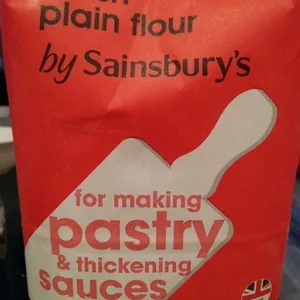 plain flour
by Sainsbury's
for making
pastry
& thickening
sauces